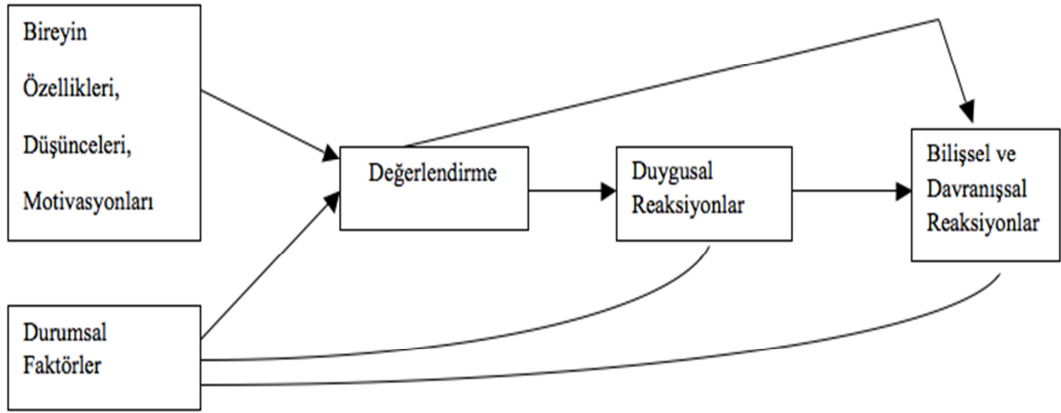 Bireyin
Özellikleri,
Düşünceleri,
Motivasyonları
Değerlendirme
Duygusal
Reaksiyonlar
Bilişsel ve
Davranışsal
Reaksiyonlar
Durumsal
Faktörler